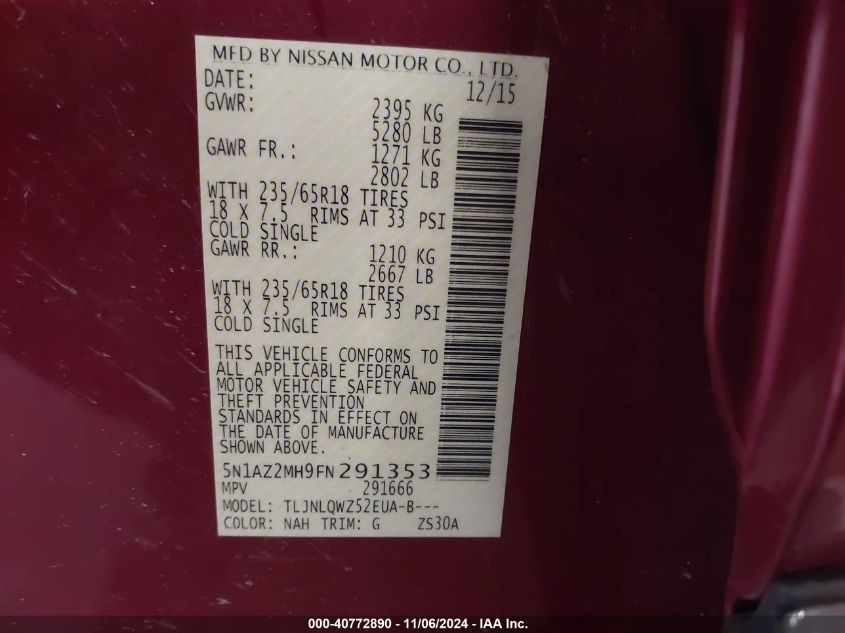 MFD BY NISSAN MOTOR CO., LTD.
DATE: 12/15
GVWR: 2395 KG
5280 LB
GAWR FR.: 1271 KG
2802 LB
WITH 235/65R18 TIRES
18 X 7.5 RIMS AT 33 PSI
COLD SINGLE
GAWR RR.: 1210 KG
2667 LB
WITH 235/65R18 TIRES
18 X 7.5 RIMS AT 33 PSI
COLD SINGLE
THIS VEHICLE CONFORMS TO
ALL APPLICABLE FEDERAL
MOTOR VEHICLE SAFETY AND
THEFT PREVENTION
STANDARDS IN EFFECT ON
THE DATE OF MANUFACTURE
SHOWN ABOVE.
5N1AZ2MH9FN291353
MPV 291666
MODEL: TLJNLQWZ52EUA-B---
COLOR: NAH TRIM: G ZS30A
000-40772890 - 11/06/2024 - IAA Inc.